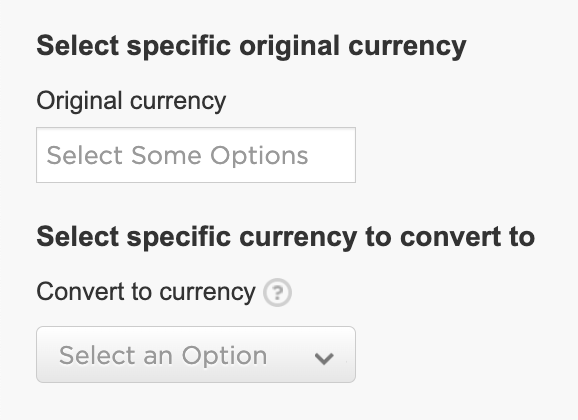 Select specific original currency
Original currency
Select Some Options
Select specific currency to convert to
Convert to currency ?
Select an Option